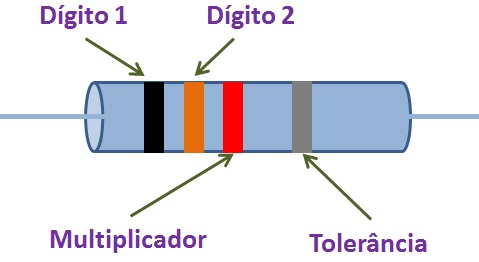 Dígito 1
Dígito 2
Multiplicador
Tolerância